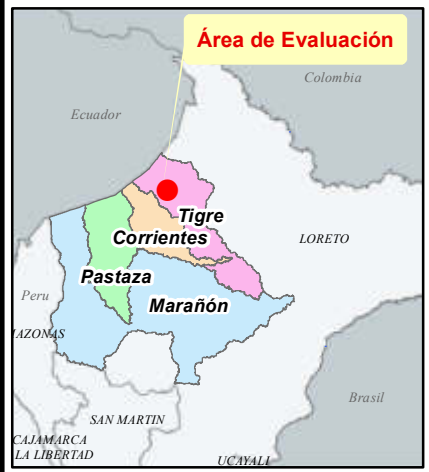 Área de Evaluación
Colombia
Ecuador
Tigre
Corrientes
LORETO
Pastaza
Peru
Marañón
AZONAS
Brasil
SAN MARTIN
CAJAMARCA
LA LIBERTAD
UCAYALI